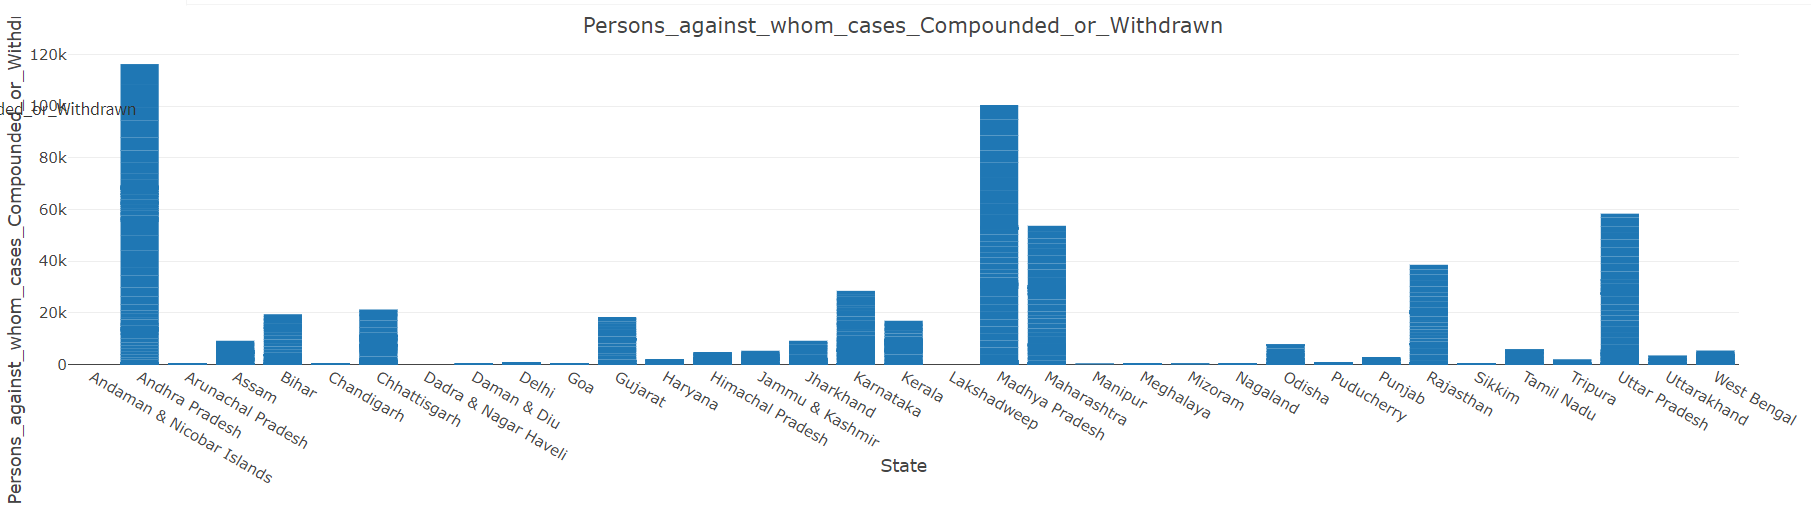 Persons_against_whom_cases_Compounded_or_Withdrawn
Persons_against_whom_cases_Compounded_or_Withd
ded_or_Withdrawn
120k
100k
80k
60k
40k
20k
0
Andaman & Nicobar Islands
Andhra Pradesh
Arunachal Pradesh
Assam
Bihar
Chandigarh
Chhattisgarh
Dadra & Nagar Haveli
Daman & Diu
Delhi
Goa
Gujarat
Haryana
Himachal Pradesh
Jammu & Kashmir
Jharkhand
Karnataka
Kerala
Lakshadweep
Madhya Pradesh
Maharashtra
Manipur
Meghalaya
Mizoram
Nagaland
Odisha
Puducherry
Punjab
Rajasthan
Sikkim
Tamil Nadu
Tripura
Uttar Pradesh
Uttarakhand
West Bengal
State